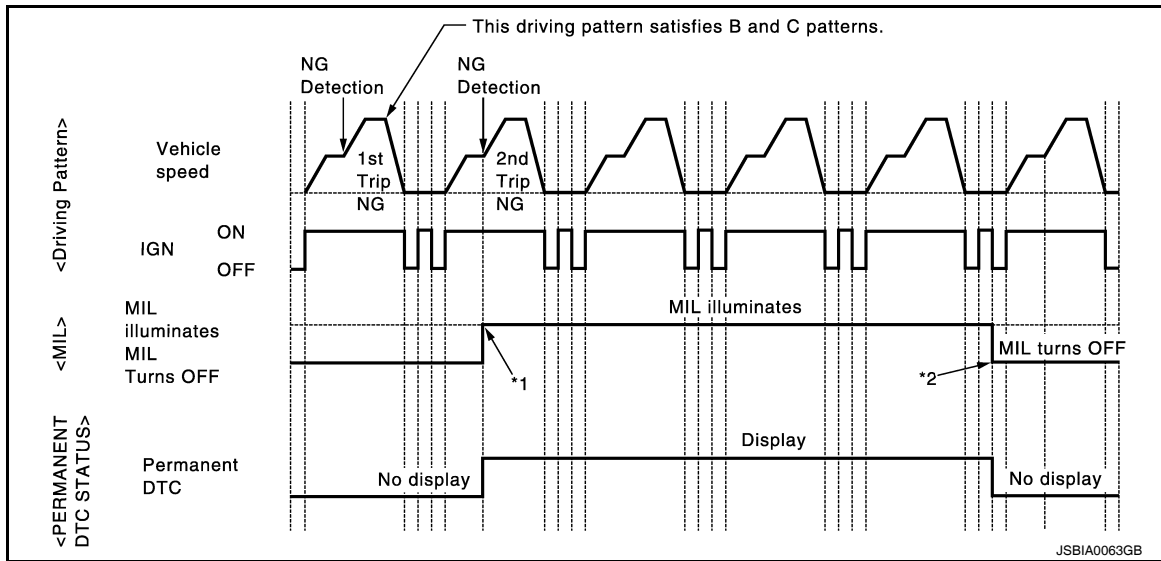 This driving pattern satisfies B and C patterns.
NG
Detection
NG
Detection
<Driving Pattern>
Vehicle
speed
1st
Trip
NG
2nd
Trip
NG
IGN
ON
OFF
<MIL>
MIL
illuminates
MIL
Turns OFF
MIL illuminates
MIL turns OFF
*1
*2
<PERMANENT
DTC STATUS>
Permanent
DTC
No display
Display
No display
JSBIA0063GB